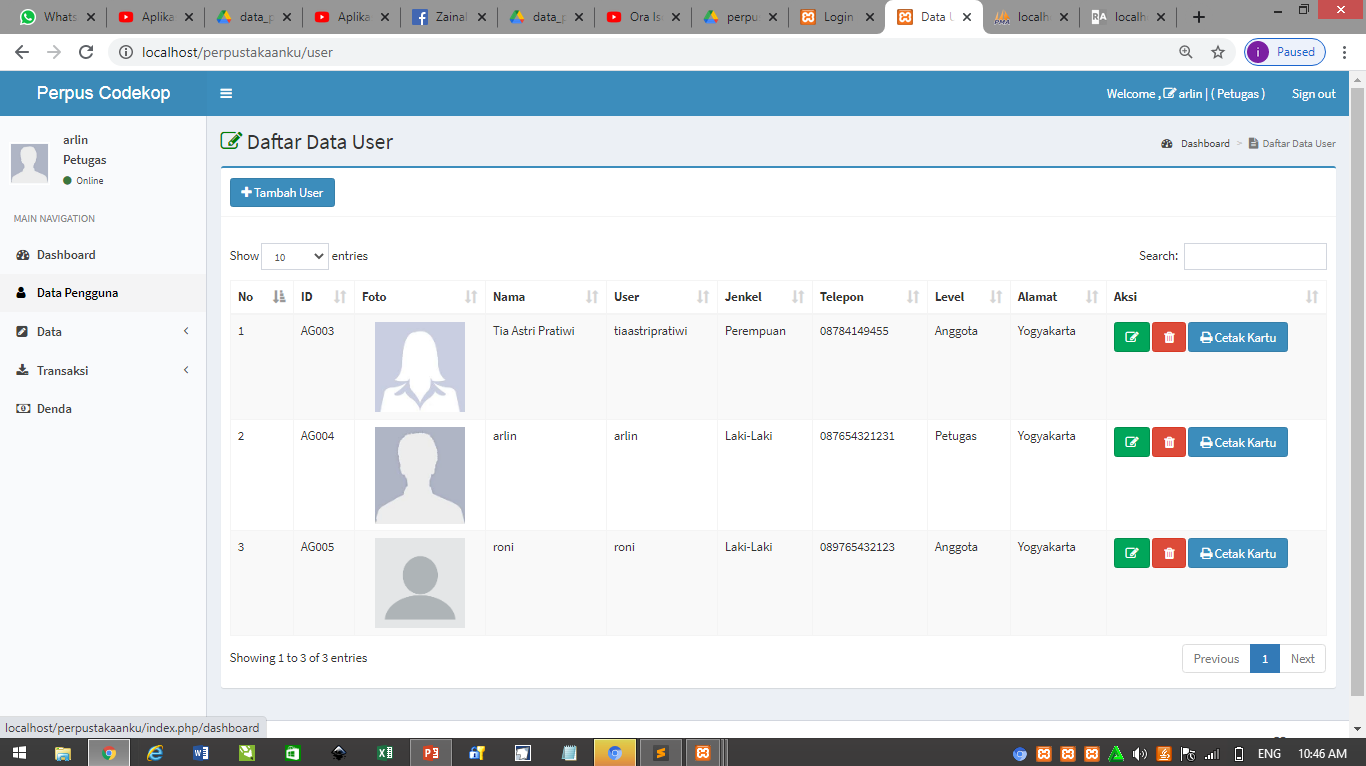 Whats
Aplika
data_p
Aplika
Zainal
data_p
Ora Is
perpu
Login
Data U
localh
localh
localhost/perpustakaanku/user
i Paused
Perpus Codekop
Welcome , arlin | ( Petugas )
Sign out
arlin
Petugas
Online
MAIN NAVIGATION
Dashboard
Data Pengguna
Data
Transaksi
Denda
Daftar Data User
Dashboard > Daftar Data User
Tambah User
Show 10 entries
Search:
No ID Foto Nama User Jenkel Telepon Level Alamat Aksi
1 AG003 Tia Astri Pratiwi tiaastripratiwi Perempuan 08784149455 Anggota Yogyakarta Cetak Kartu
2 AG004 arlin arlin Laki-Laki 087654321231 Petugas Yogyakarta Cetak Kartu
3 AG005 roni roni Laki-Laki 089765432123 Anggota Yogyakarta Cetak Kartu
Showing 1 to 3 of 3 entries
Previous 1 Next
localhost/perpustakaanku/index.php/dashboard
ENG 10:46 AM